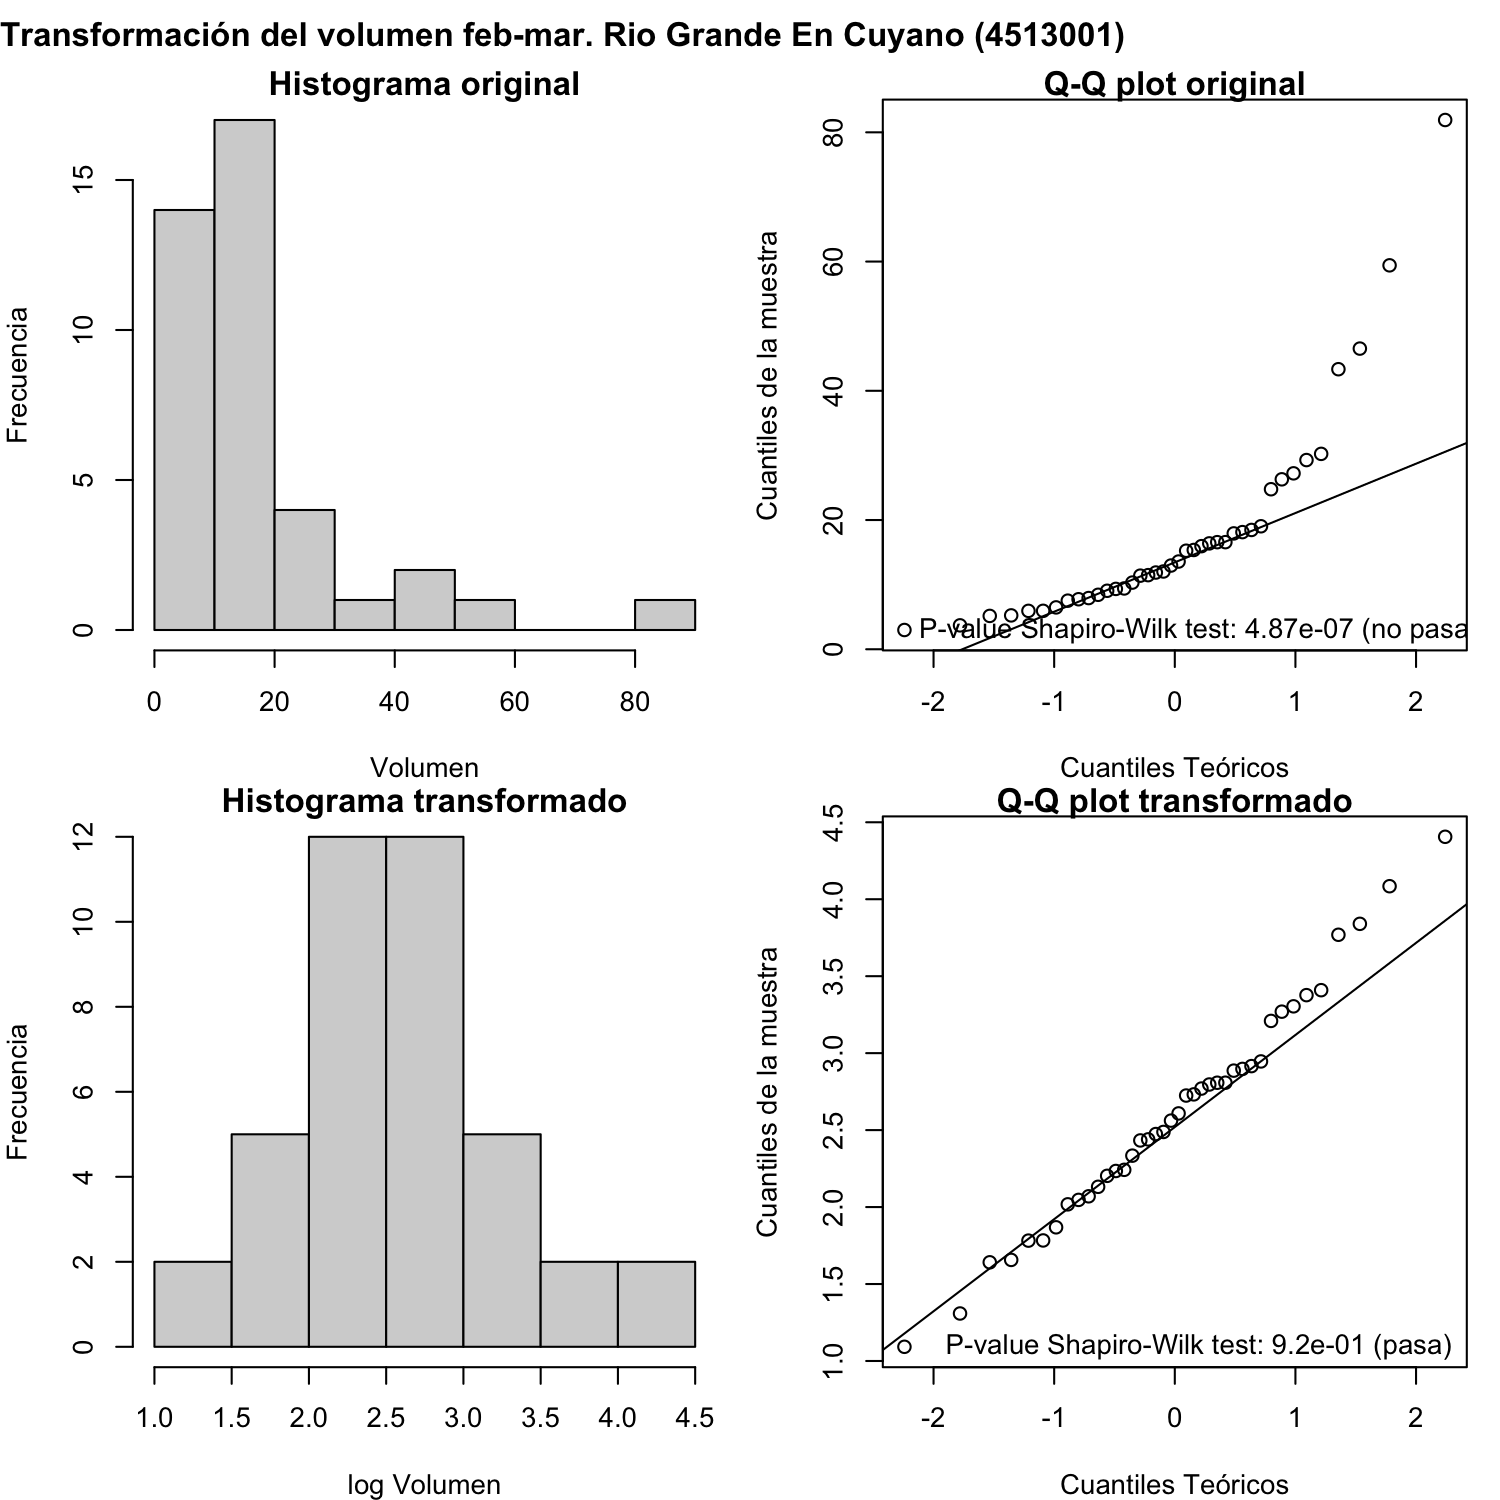 Transformación del volumen feb-mar. Rio Grande En Cuyano (4513001)
Histograma original
Frecuencia
15
10
5
0
0 20 40 60 80
Volumen
Q-Q plot original
Cuantiles de la muestra
80
60
40
20
0
P-value Shapiro-Wilk test: 4.87e-07 (no pasa
-2 -1 0 1 2
Cuantiles Teóricos
Histograma transformado
Frecuencia
12
10
8
6
4
2
0
1.0 1.5 2.0 2.5 3.0 3.5 4.0 4.5
log Volumen
Q-Q plot transformado
Cuantiles de la muestra
4.5
4.0
3.5
3.0
2.5
2.0
1.5
1.0
P-value Shapiro-Wilk test: 9.2e-01 (pasa)
-2 -1 0 1 2
Cuantiles Teóricos